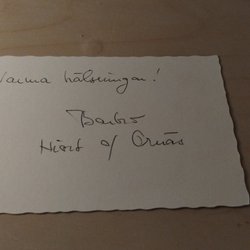 Varma hälsningar!
Barbro
Hiort af Ornäs